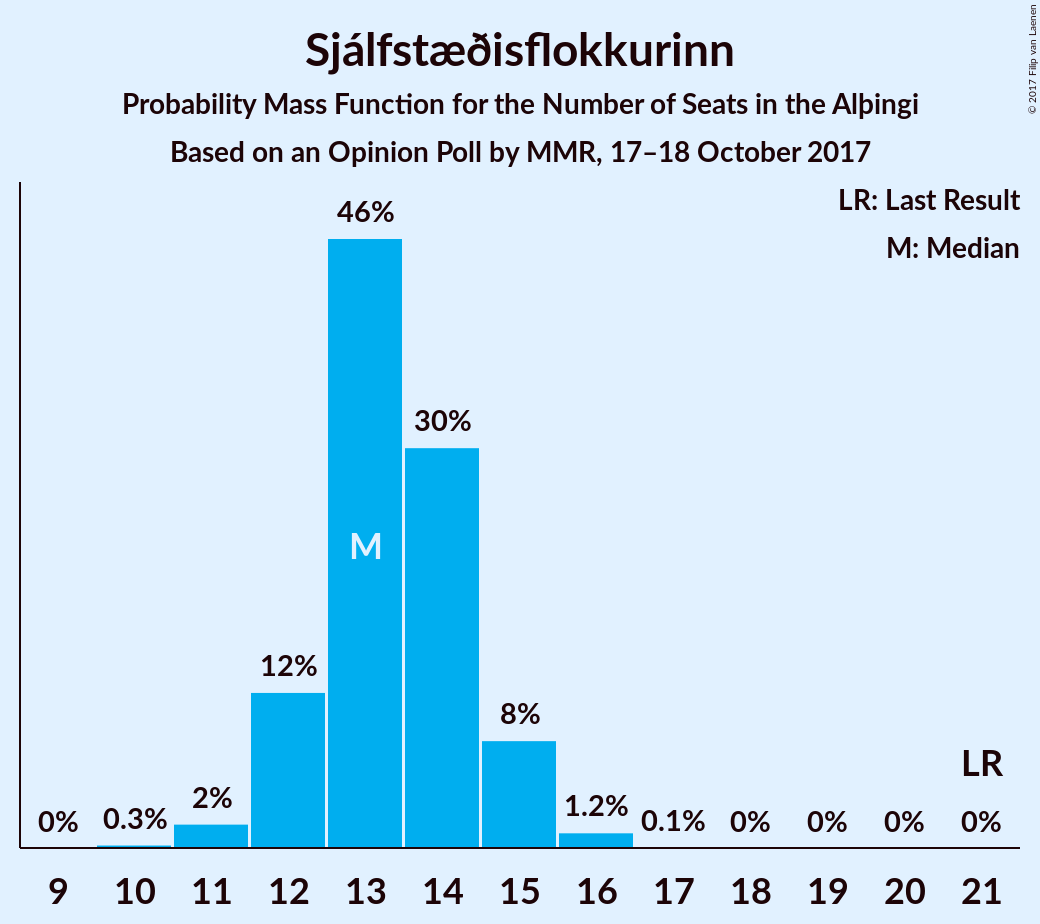 Sjálfstæðisflokkurinn
Probability Mass Function for the Number of Seats in the Alþingi
Based on an Opinion Poll by MMR, 17–18 October 2017
© 2017 Filip van Laenen
LR: Last Result
M: Median
46%
30%
12%
8%
2%
1.2%
0.3%
0.1%
0%
0%
0%
0%
0%
M
LR
9 10 11 12 13 14 15 16 17 18 19 20 21